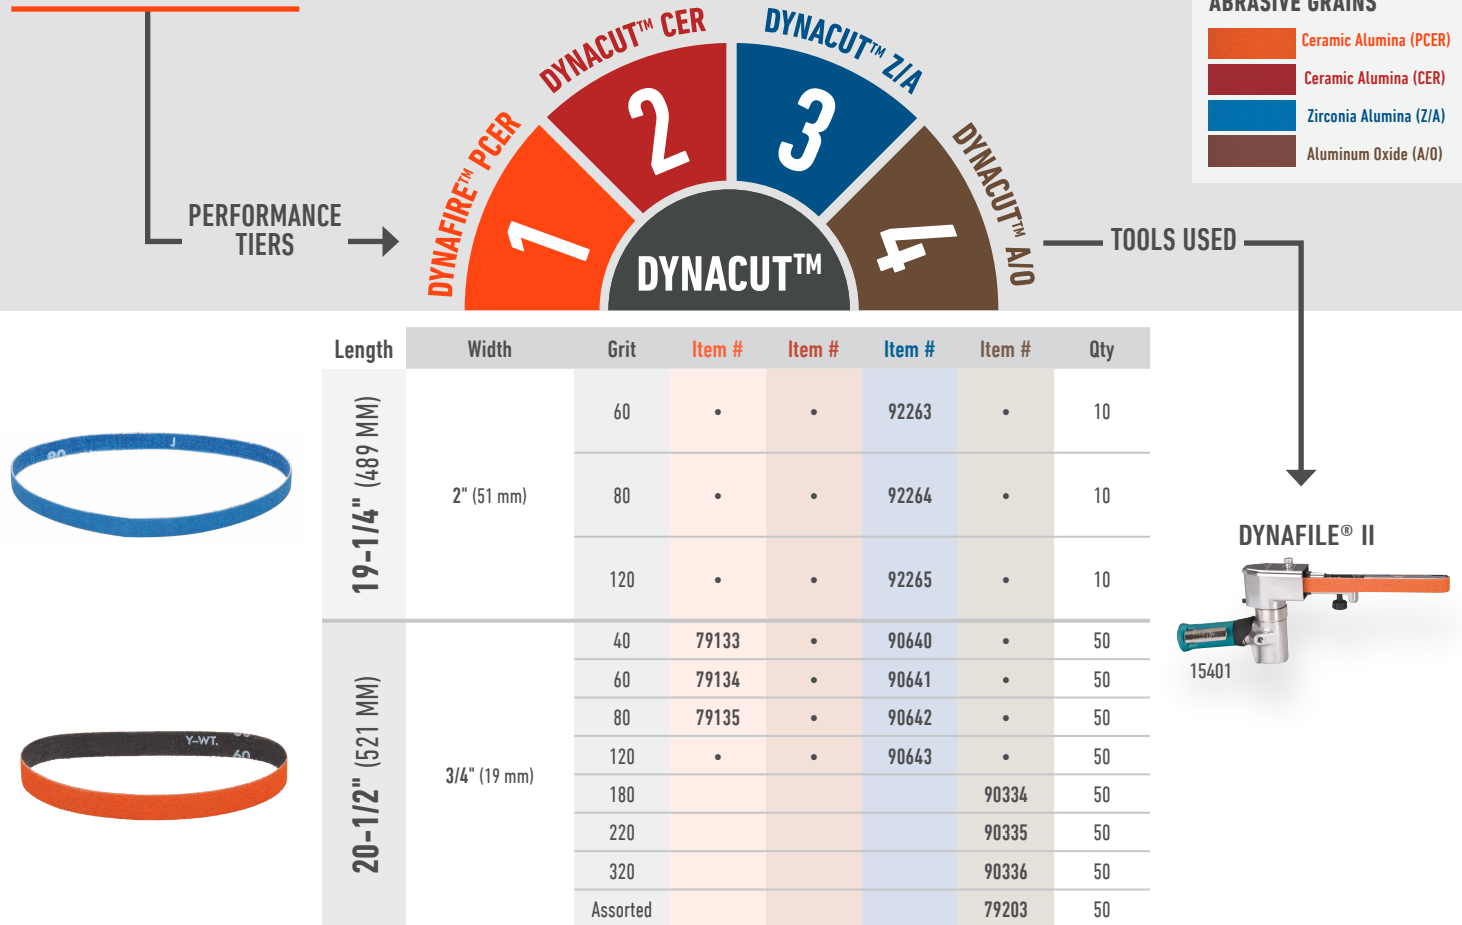 ABRASIVE GRAINS
Ceramic Alumina (PCER)
Ceramic Alumina (CER)
Zirconia Alumina (Z/A)
Aluminum Oxide (A/O)
PERFORMANCE
TIERS
DYNAFIRE™ PCER
DYNACUT™ CER
DYNACUT™ Z/A
DYNACUT™ A/O
1
2
3
4
DYNACUT™
TOOLS USED
Length Width Grit Item # Item # Item # Item # Qty
19-1/4" (489 MM)
2" (51 mm)
60 • • 92263 • 10
80 • • 92264 • 10
120 • • 92265 • 10
20-1/2" (521 MM)
3/4" (19 mm)
40 79133 • 90640 • 50
60 79134 • 90641 • 50
80 79135 • 90642 • 50
120 • • 90643 • 50
180 90334 50
220 90335 50
320 90336 50
Assorted 79203 50
J
Y-WT.
60
DYNAFILE® II
15401